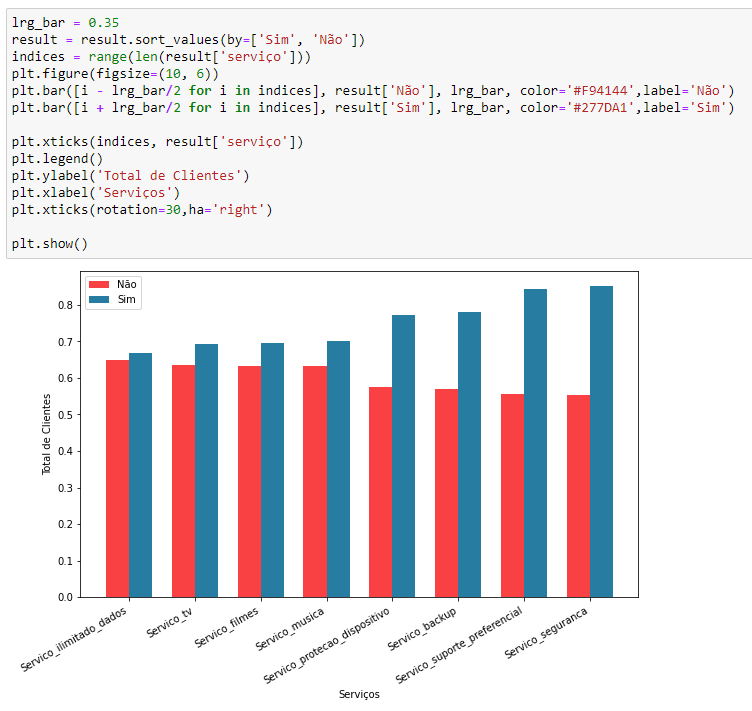 lrg_bar = 0.35
result = result.sort_values(by=['Sim', 'Não'])
indices = range(len(result['serviço']))
plt.figure(figsize=(10, 6))
plt.bar([i - lrg_bar/2 for i in indices], result['Não'], lrg_bar, color='#F94144',label='Não')
plt.bar([i + lrg_bar/2 for i in indices], result['Sim'], lrg_bar, color='#277DA1',label='Sim')
plt.xticks(indices, result['serviço'])
plt.legend()
plt.ylabel('Total de Clientes')
plt.xlabel('Serviços')
plt.xticks(rotation=30,ha='right')
plt.show()
Não
Sim
0.8
0.7
0.6
0.5
0.4
0.3
0.2
0.1
0.0
Total de Clientes
Servico_ilimitado_dados
Servico_tv
Servico_filmes
Servico_musica
Servico_protecao_dispositivo
Servico_backup
Servico_suporte_preferencial
Servico_seguranca
Serviços